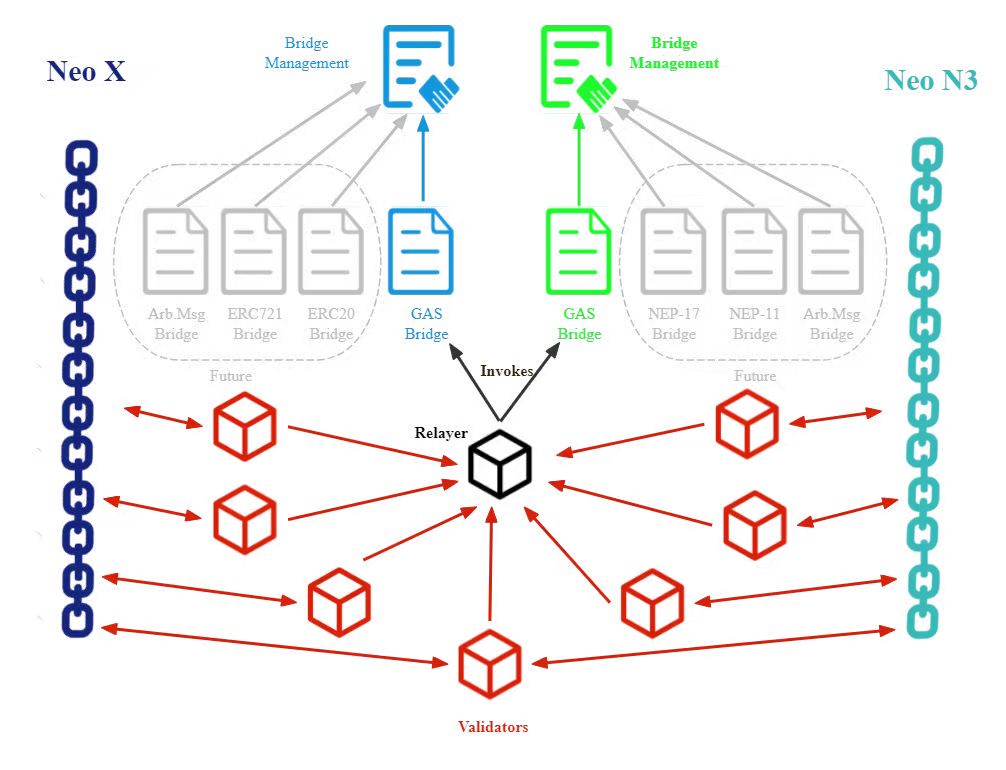 Bridge
Management
Bridge
Management
Neo X
Neo N3
Arb.Msg
Bridge
ERC721
Bridge
ERC20
Bridge
GAS
Bridge
GAS
Bridge
NEP-17
Bridge
NEP-11
Bridge
Arb.Msg
Bridge
Future
Invokes
Future
Relayer
Validators